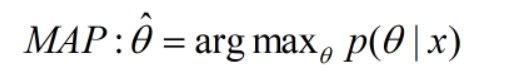 MAP: θ̂ = arg max_θ p(θ | x)